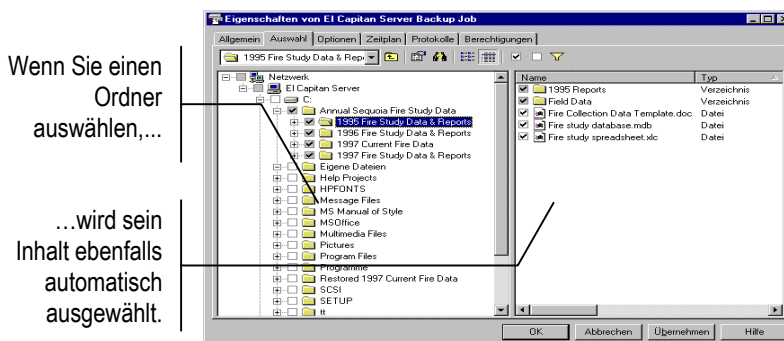 Wenn Sie einen
Ordner
auswählen,...
…wird sein
Inhalt ebenfalls
automatisch
ausgewählt.
Eigenschaften von El Capitan Server Backup Job
Allgemein Auswahl Optionen Zeitplan Protokolle Berechtigungen
1995 Fire Study Data & Repo
Netzwerk
El Capitan Server
C:
Annual Sequoia Fire Study Data
1995 Fire Study Data & Reports
1996 Fire Study Data & Reports
1997 Current Fire Data
1997 Fire Study Data & Reports
Eigene Dateien
Help Projects
HPFONTS
Message Files
MS Manual of Style
MSOffice
Multimedia Files
Pictures
Program Files
Programme
Restored 1997 Current Fire Data
SCSI
SETUP
tt
Name Typ
1995 Reports Verzeichnis
Field Data Verzeichnis
Fire Collection Data Template.doc Datei
Fire study database.mdb Datei
Fire study spreadsheet.xlc Datei
OK Abbrechen Übernehmen Hilfe